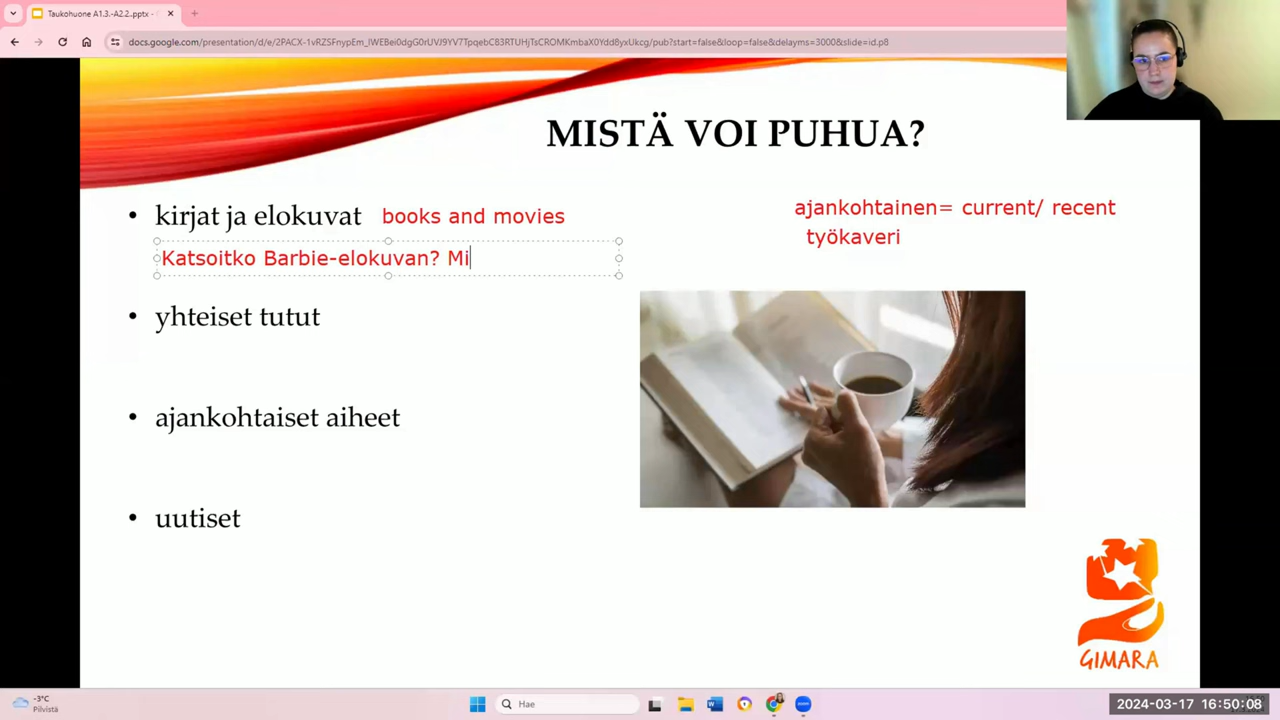 Taukohuone A1.3.-A2.2..pptx -
docs.google.com/presentation/d/e/2PACX-1vRZSFnypEm_lWEBei0dgG0rUVJ9YV7TpqebC83RTUHjTsCROMKmbaX0Ydd8yxUkcg/pub?start=false&loop=false&delayms=3000&slide=id.p8
MISTÄ VOI PUHUA?
• kirjat ja elokuvat books and movies
Katsoitko Barbie-elokuvan? Mi
• yhteiset tutut
• ajankohtaiset aiheet
• uutiset
ajankohtainen= current/ recent
työkaveri
GIMARA
-3°C
Pilvistä
Hae
2024-03-17 16:50:08